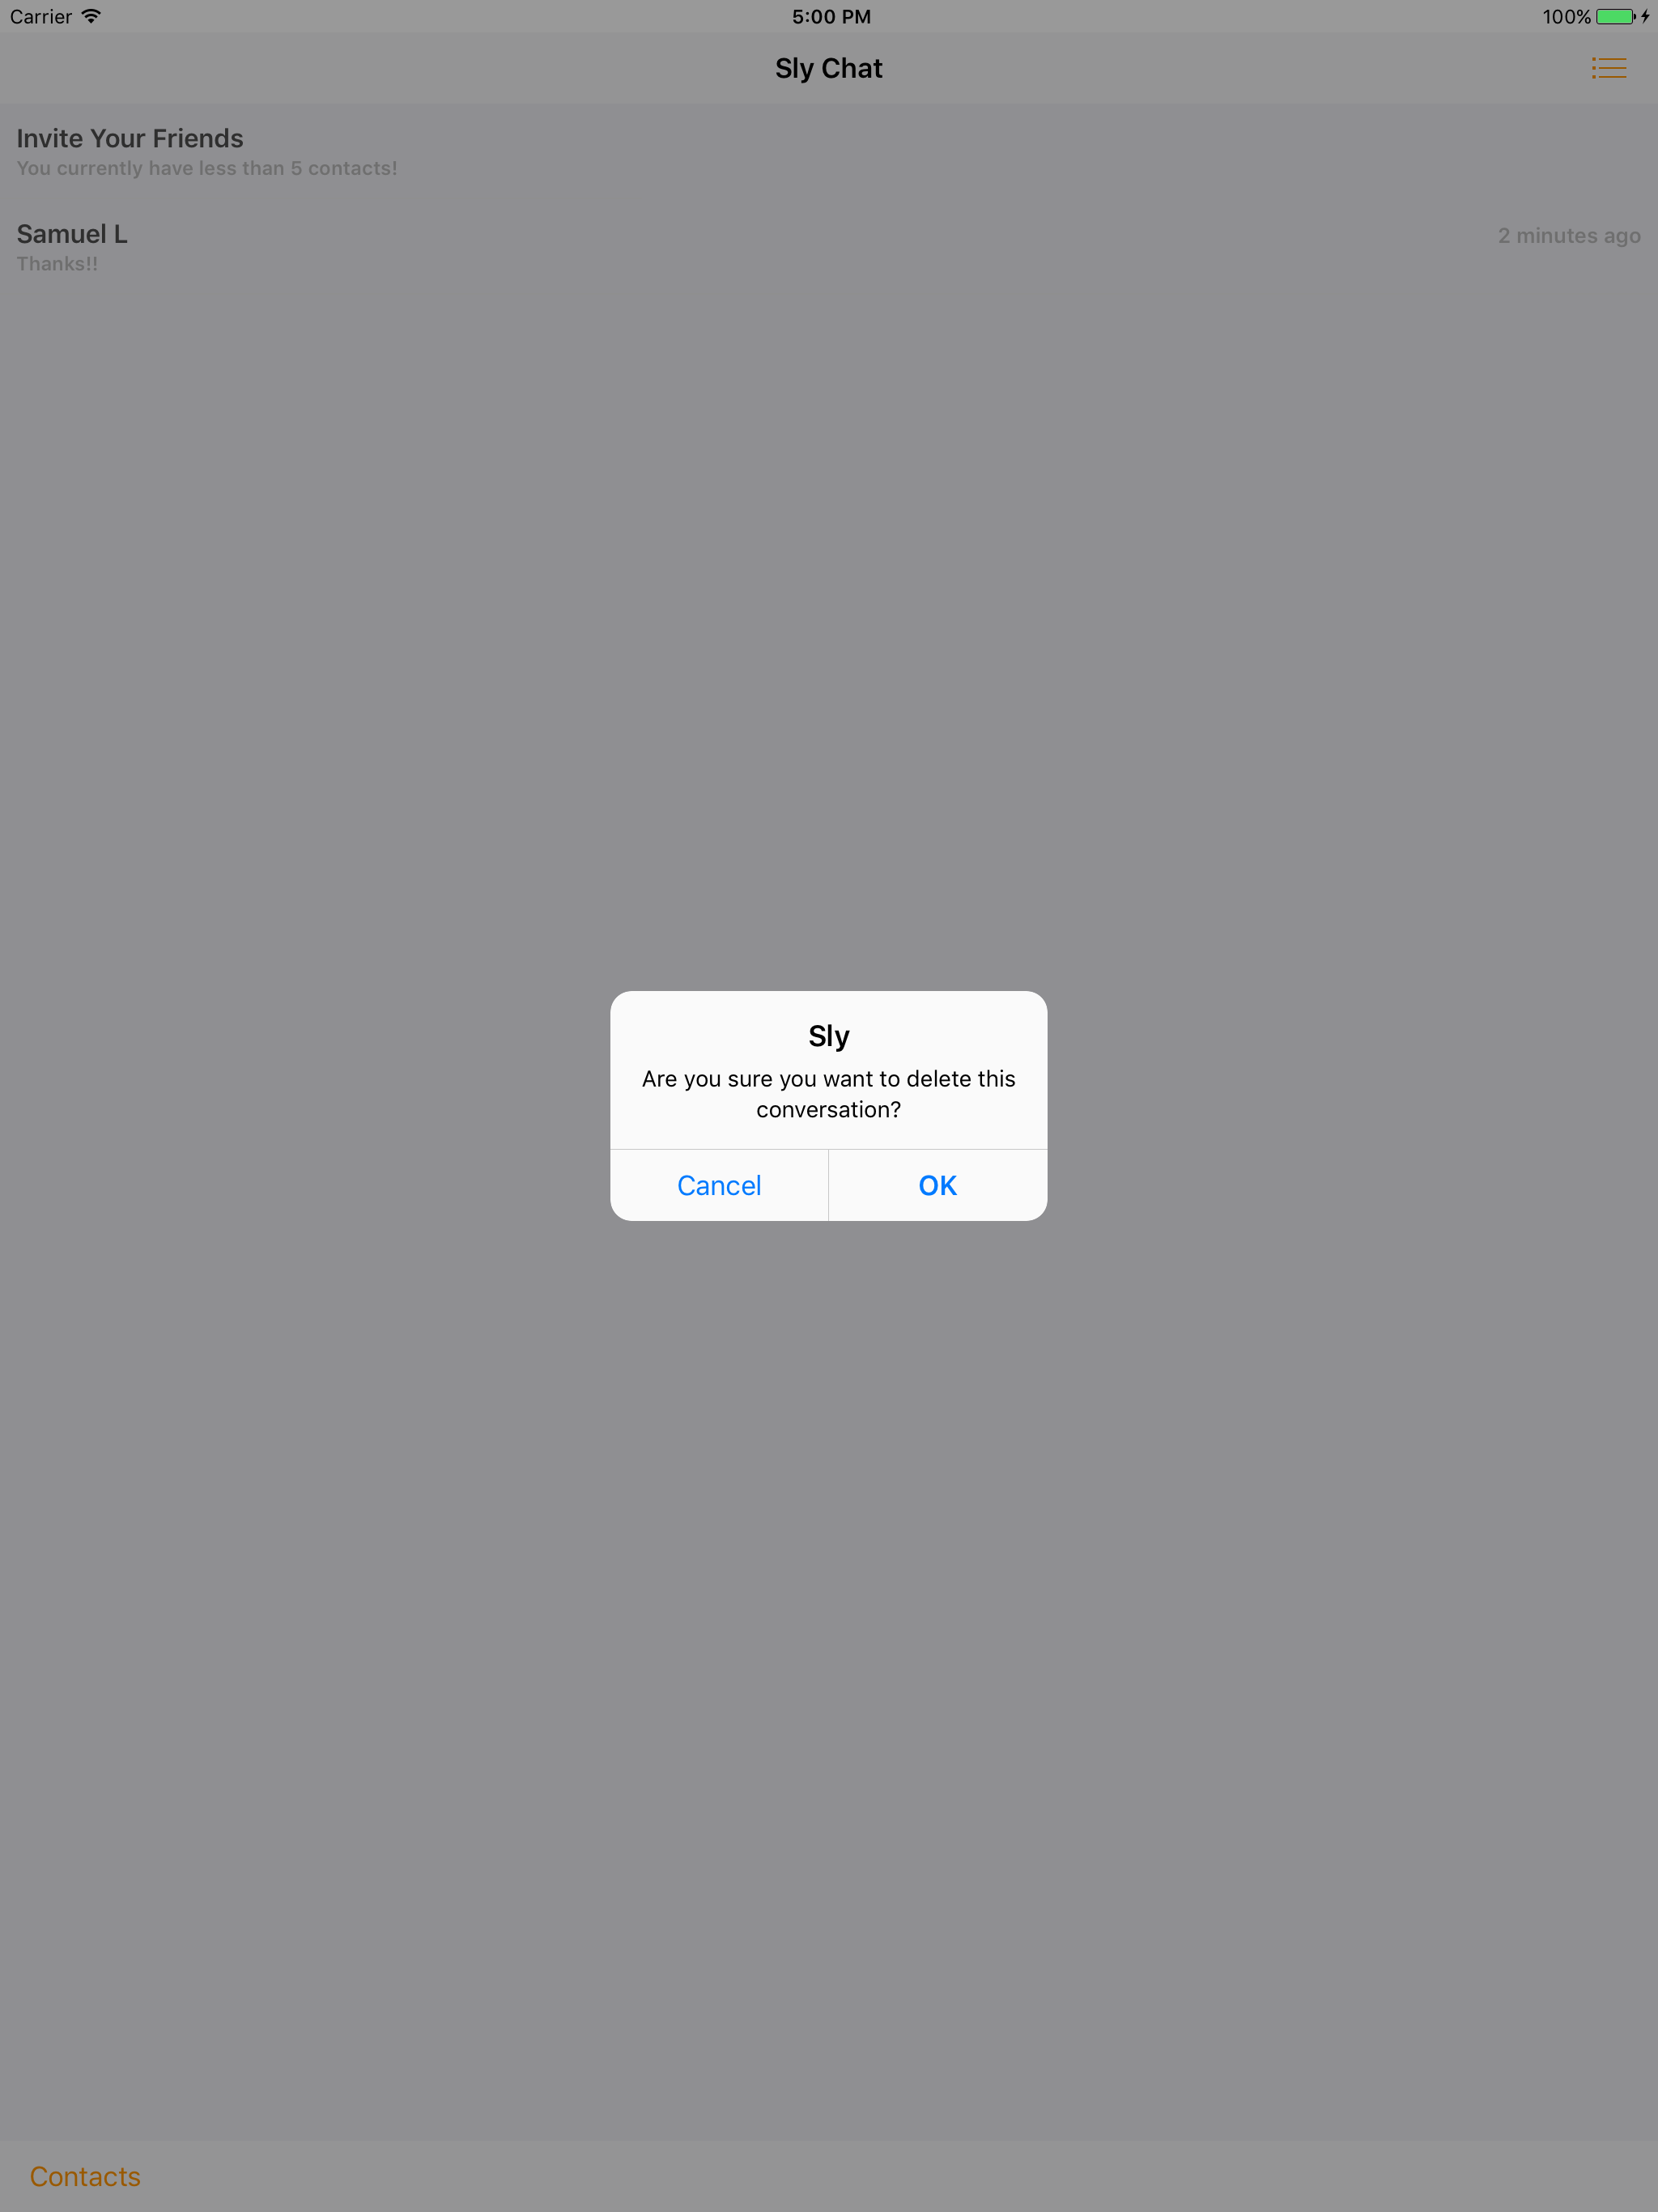 Carrier 5:00 PM 100%
Sly Chat
Invite Your Friends
You currently have less than 5 contacts!
Samuel L 2 minutes ago
Thanks!!
Sly
Are you sure you want to delete this
conversation?
Cancel OK
Contacts